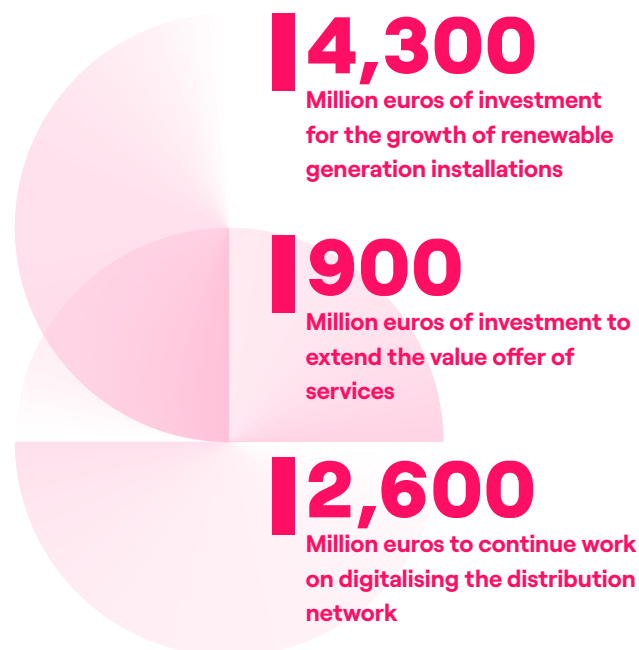 4,300
Million euros of investment
for the growth of renewable
generation installations
900
Million euros of investment to
extend the value offer of
services
2,600
Million euros to continue work
on digitalising the distribution
network